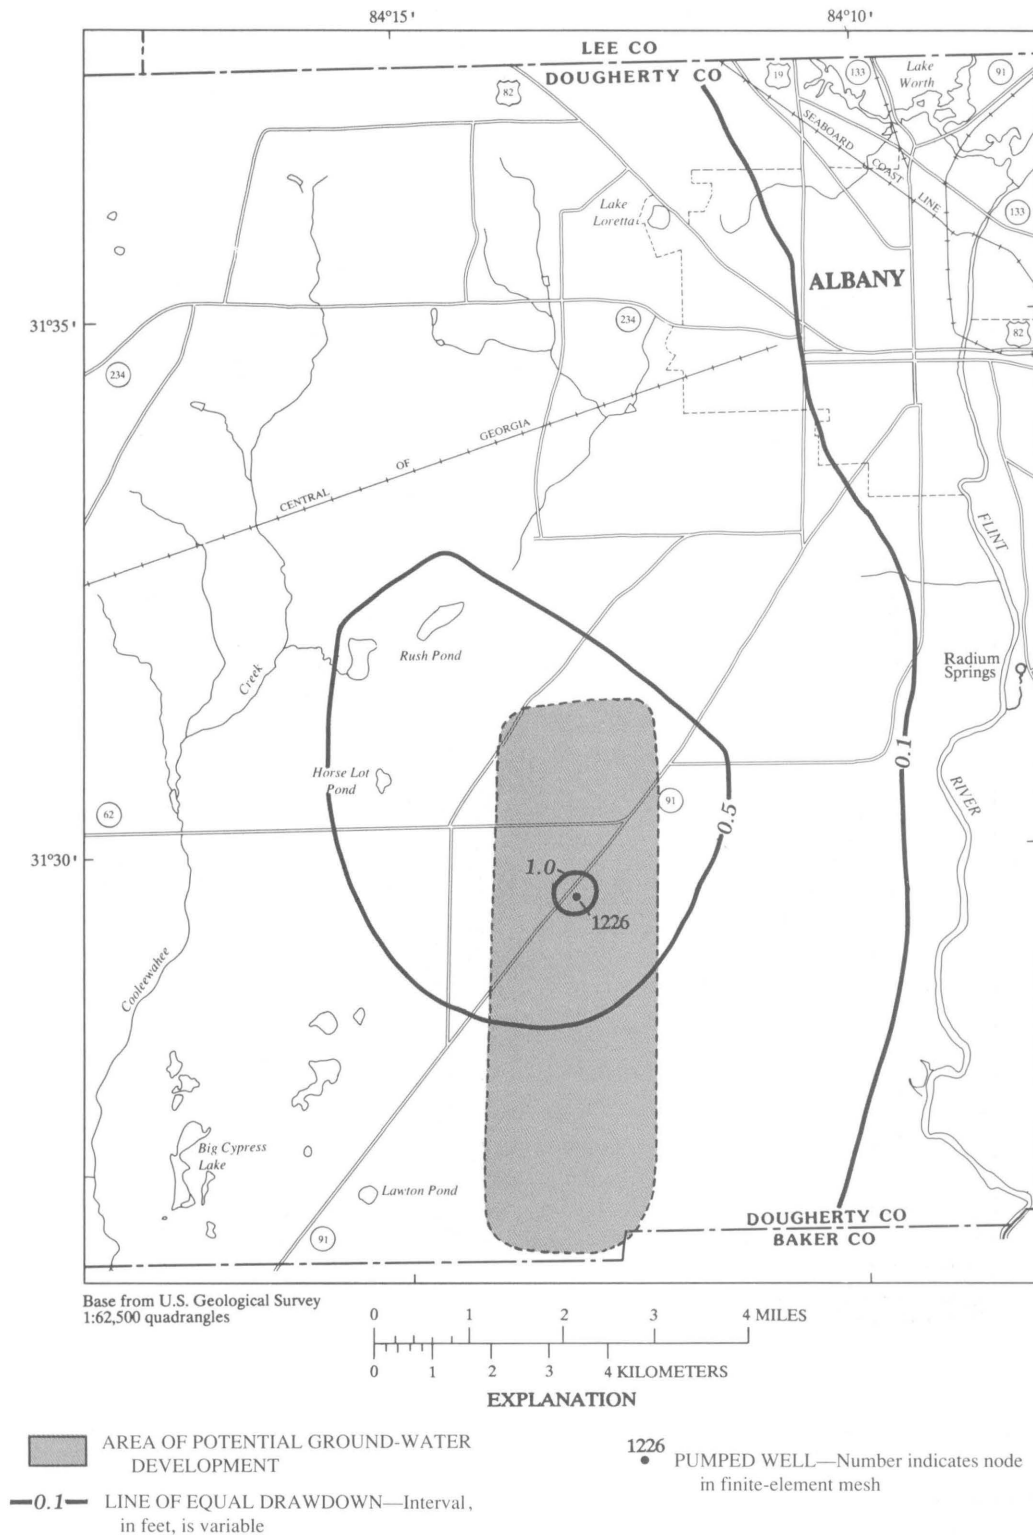 84°15'
84°10'
LEE CO
DOUGHERTY CO
82
19
133
Lake
Worth
91
SEABOARD
COAST
LINE
133
Lake
Loretta
ALBANY
31°35'
234
234
82
CENTRAL OF GEORGIA
FLINT
Rush Pond
Radium
Springs
Creek
Horse Lot
Pond
0.1
RIVER
62
91
0.5
31°30'
1.0
1226
Cooleewahee
Big Cypress
Lake
Lawton Pond
91
DOUGHERTY CO
BAKER CO
Base from U.S. Geological Survey
1:62,500 quadrangles
0 1 2 3 4 MILES
0 1 2 3 4 KILOMETERS
EXPLANATION
AREA OF POTENTIAL GROUND-WATER
DEVELOPMENT
1226
PUMPED WELL—Number indicates node
in finite-element mesh
0.1
LINE OF EQUAL DRAWDOWN—Interval,
in feet, is variable